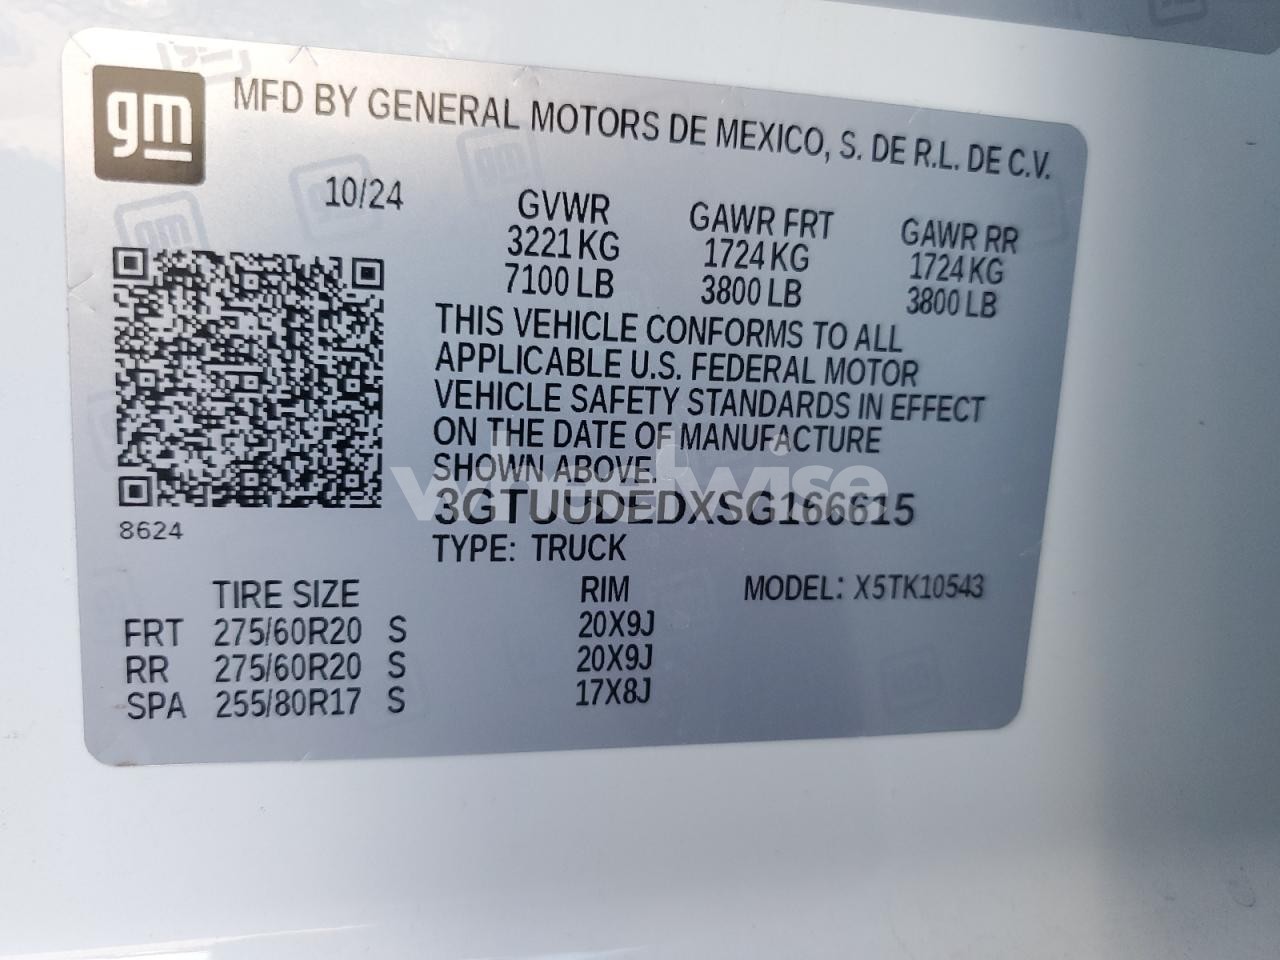 gm
MFD BY GENERAL MOTORS DE MEXICO, S. DE R.L. DE C.V.
10/24
GVWR GAWR FRT GAWR RR
3221 KG 1724 KG 1724 KG
7100 LB 3800 LB 3800 LB
THIS VEHICLE CONFORMS TO ALL
APPLICABLE U.S. FEDERAL MOTOR
VEHICLE SAFETY STANDARDS IN EFFECT
ON THE DATE OF MANUFACTURE
SHOWN ABOVE.
wheelwise
3GTUUDEDXSG166615
8624
TYPE: TRUCK
TIRE SIZE RIM MODEL: X5TK10543
FRT 275/60R20 S 20X9J
RR 275/60R20 S 20X9J
SPA 255/80R17 S 17X8J